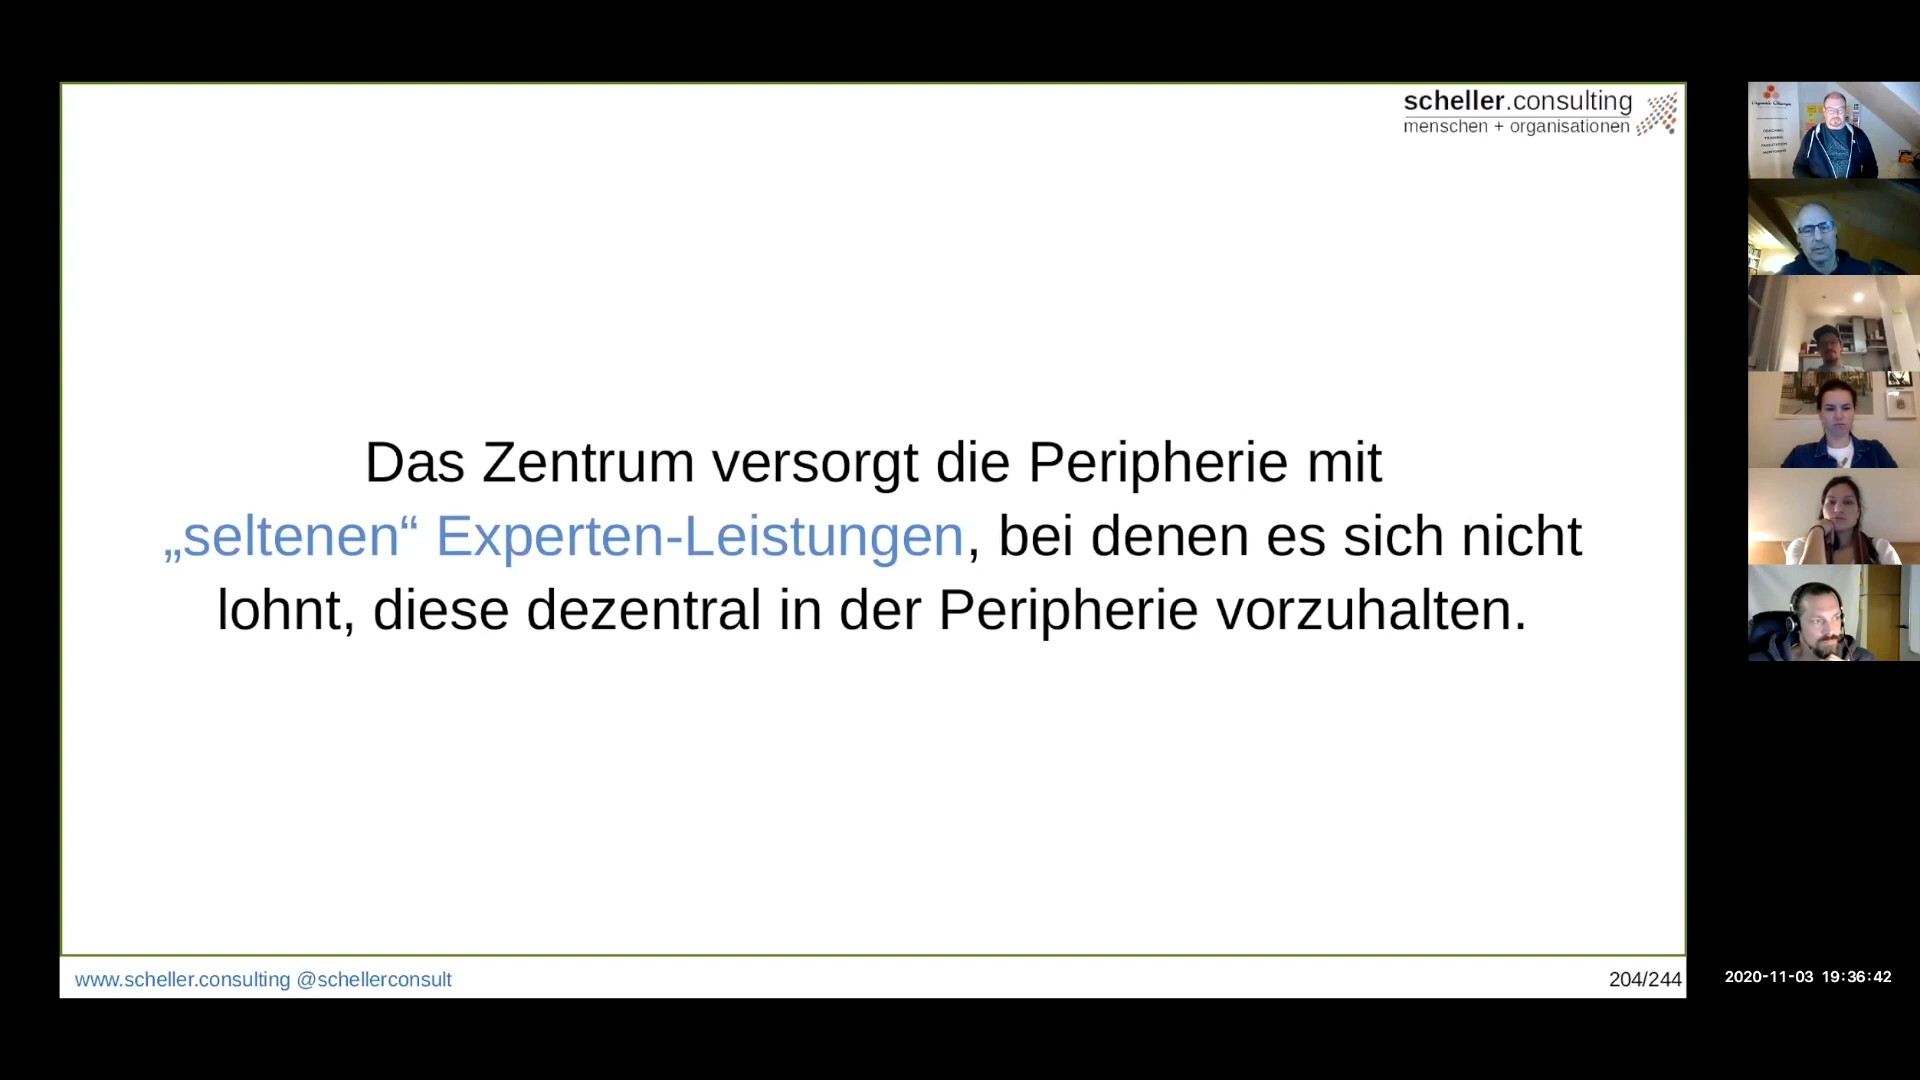 scheller.consulting
menschen + organisationen
Das Zentrum versorgt die Peripherie mit
„seltenen“ Experten-Leistungen, bei denen es sich nicht
lohnt, diese dezentral in der Peripherie vorzuhalten.
www.scheller.consulting @schellerconsult
204/244
2020-11-03 19:36:42